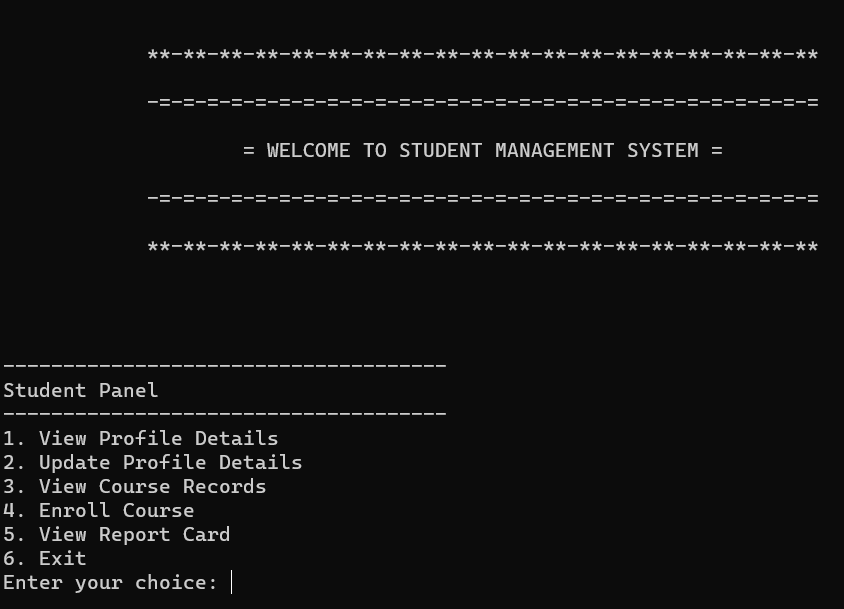 **-**-**-**-**-**-**-**-**-**-**-**-**-**-**-**-**-**-**
-=-=-=-=-=-=-=-=-=-=-=-=-=-=-=-=-=-=-=-=-=-=-=-=-=-=-=-=
= WELCOME TO STUDENT MANAGEMENT SYSTEM =
-=-=-=-=-=-=-=-=-=-=-=-=-=-=-=-=-=-=-=-=-=-=-=-=-=-=-=-=
**-**-**-**-**-**-**-**-**-**-**-**-**-**-**-**-**-**-**
-------------------------------------
Student Panel
-------------------------------------
1. View Profile Details
2. Update Profile Details
3. View Course Records
4. Enroll Course
5. View Report Card
6. Exit
Enter your choice: